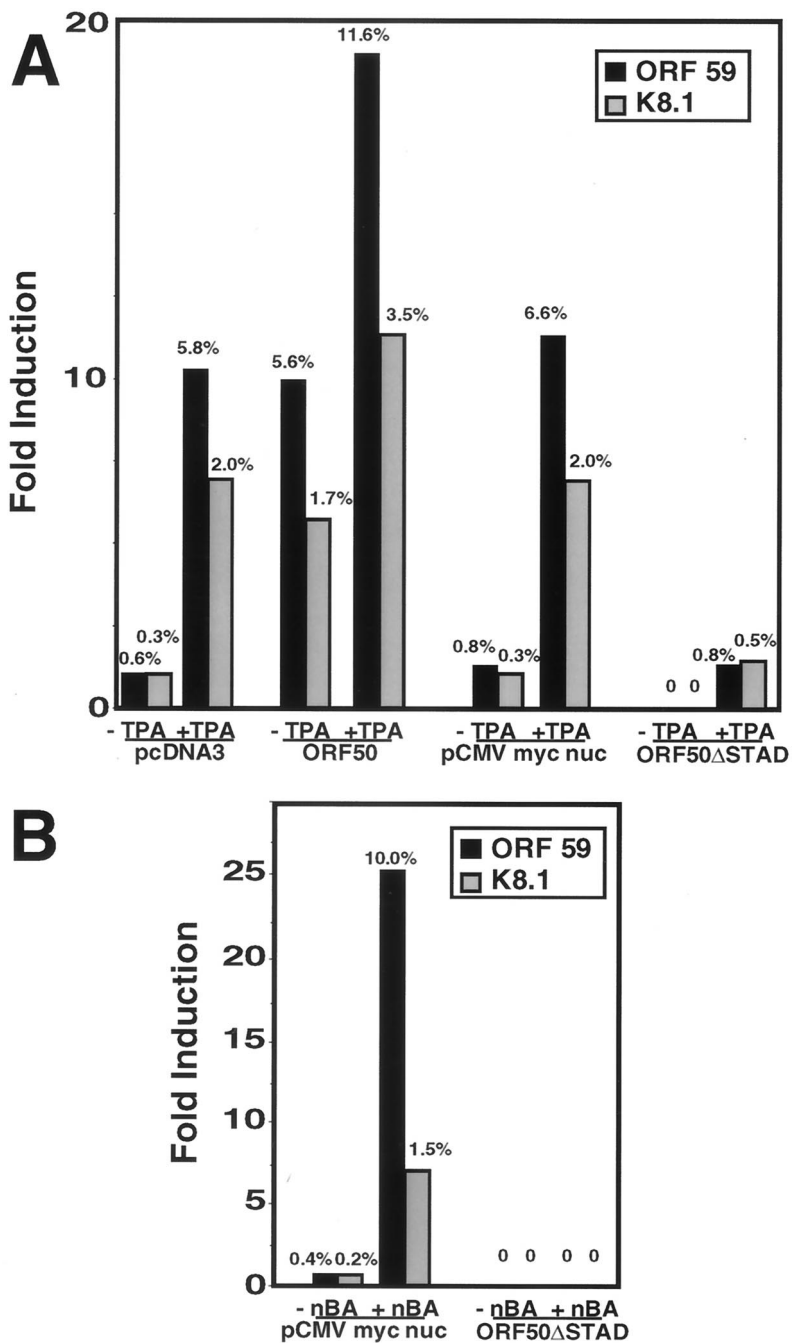 A
20
11.6%
ORF 59
K8.1
3.5%
6.6%
5.8%
5.6%
10
2.0%
2.0%
1.7%
Fold Induction
0.3%
0.6%
0.8%
0.3%
0.8%
0.5%
0 0
0
- TPA +TPA - TPA +TPA - TPA +TPA - TPA +TPA
pcDNA3 ORF50 pCMV myc nuc ORF50ΔSTAD
B
ORF 59
K8.1
10.0%
25
20
15
10
5
0
Fold Induction
1.5%
0.4% 0.2%
0 0 0 0
- nBA + nBA - nBA + nBA
pCMV myc nuc ORF50ΔSTAD